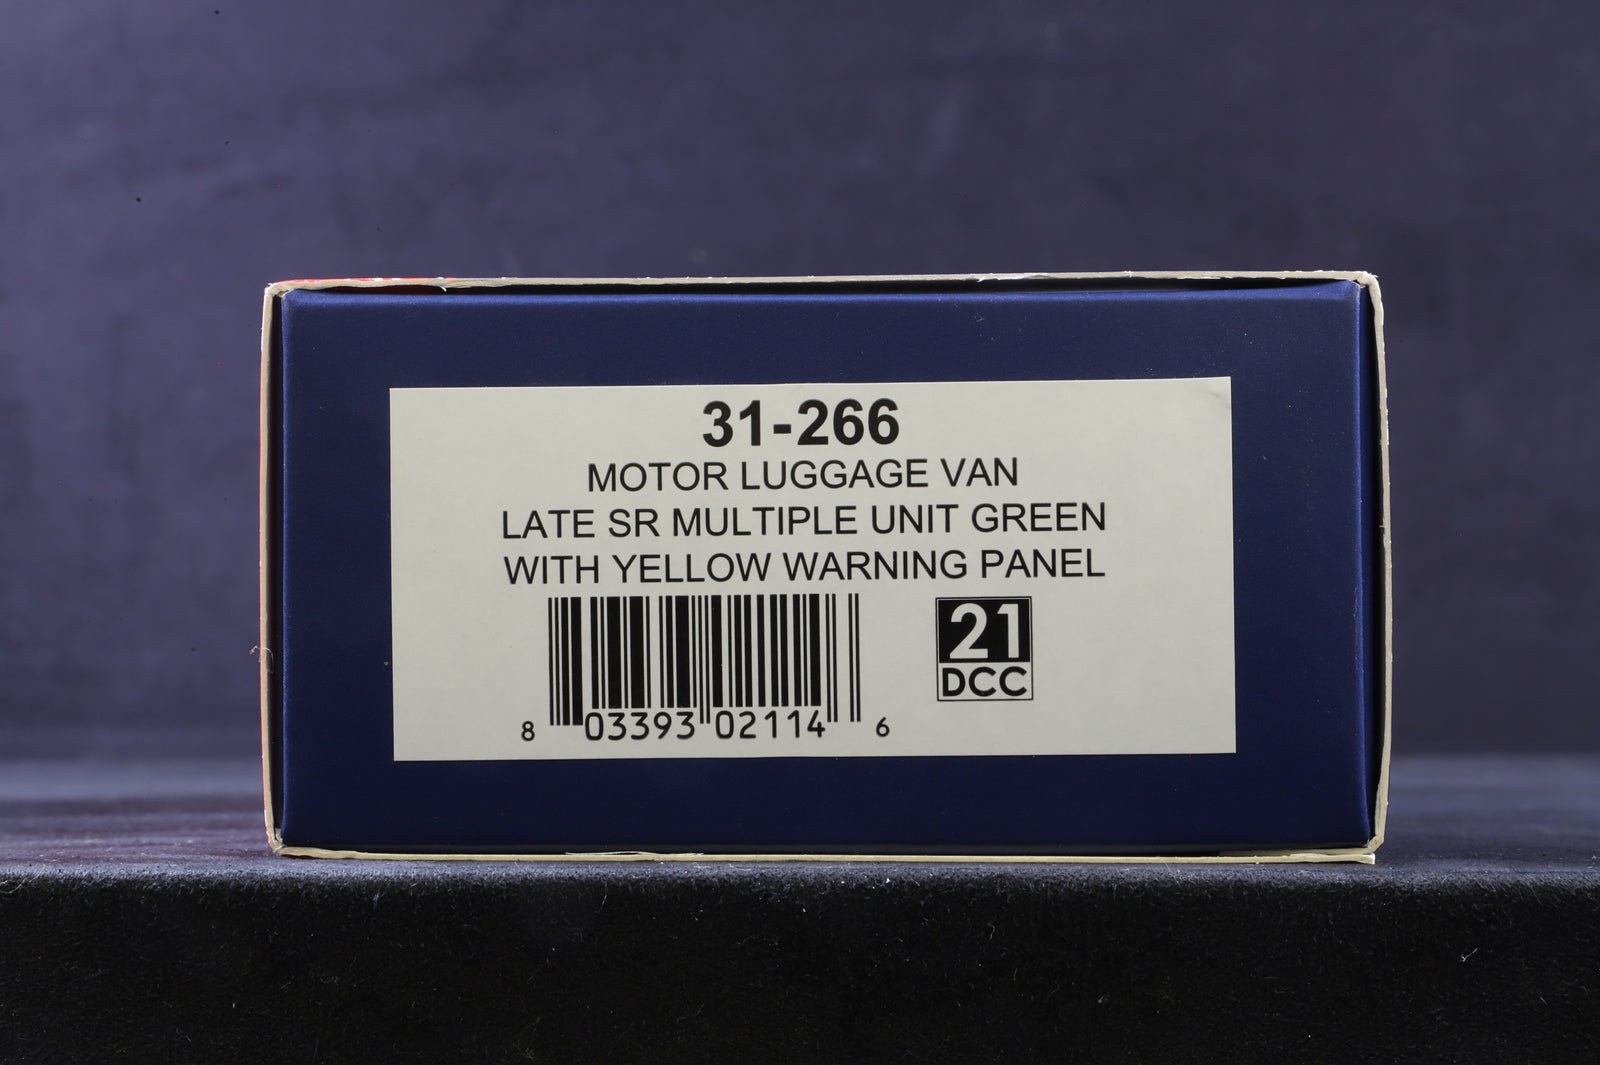 31-266
MOTOR LUGGAGE VAN
LATE SR MULTIPLE UNIT GREEN
WITH YELLOW WARNING PANEL
21
DCC
8 03393 02114 6